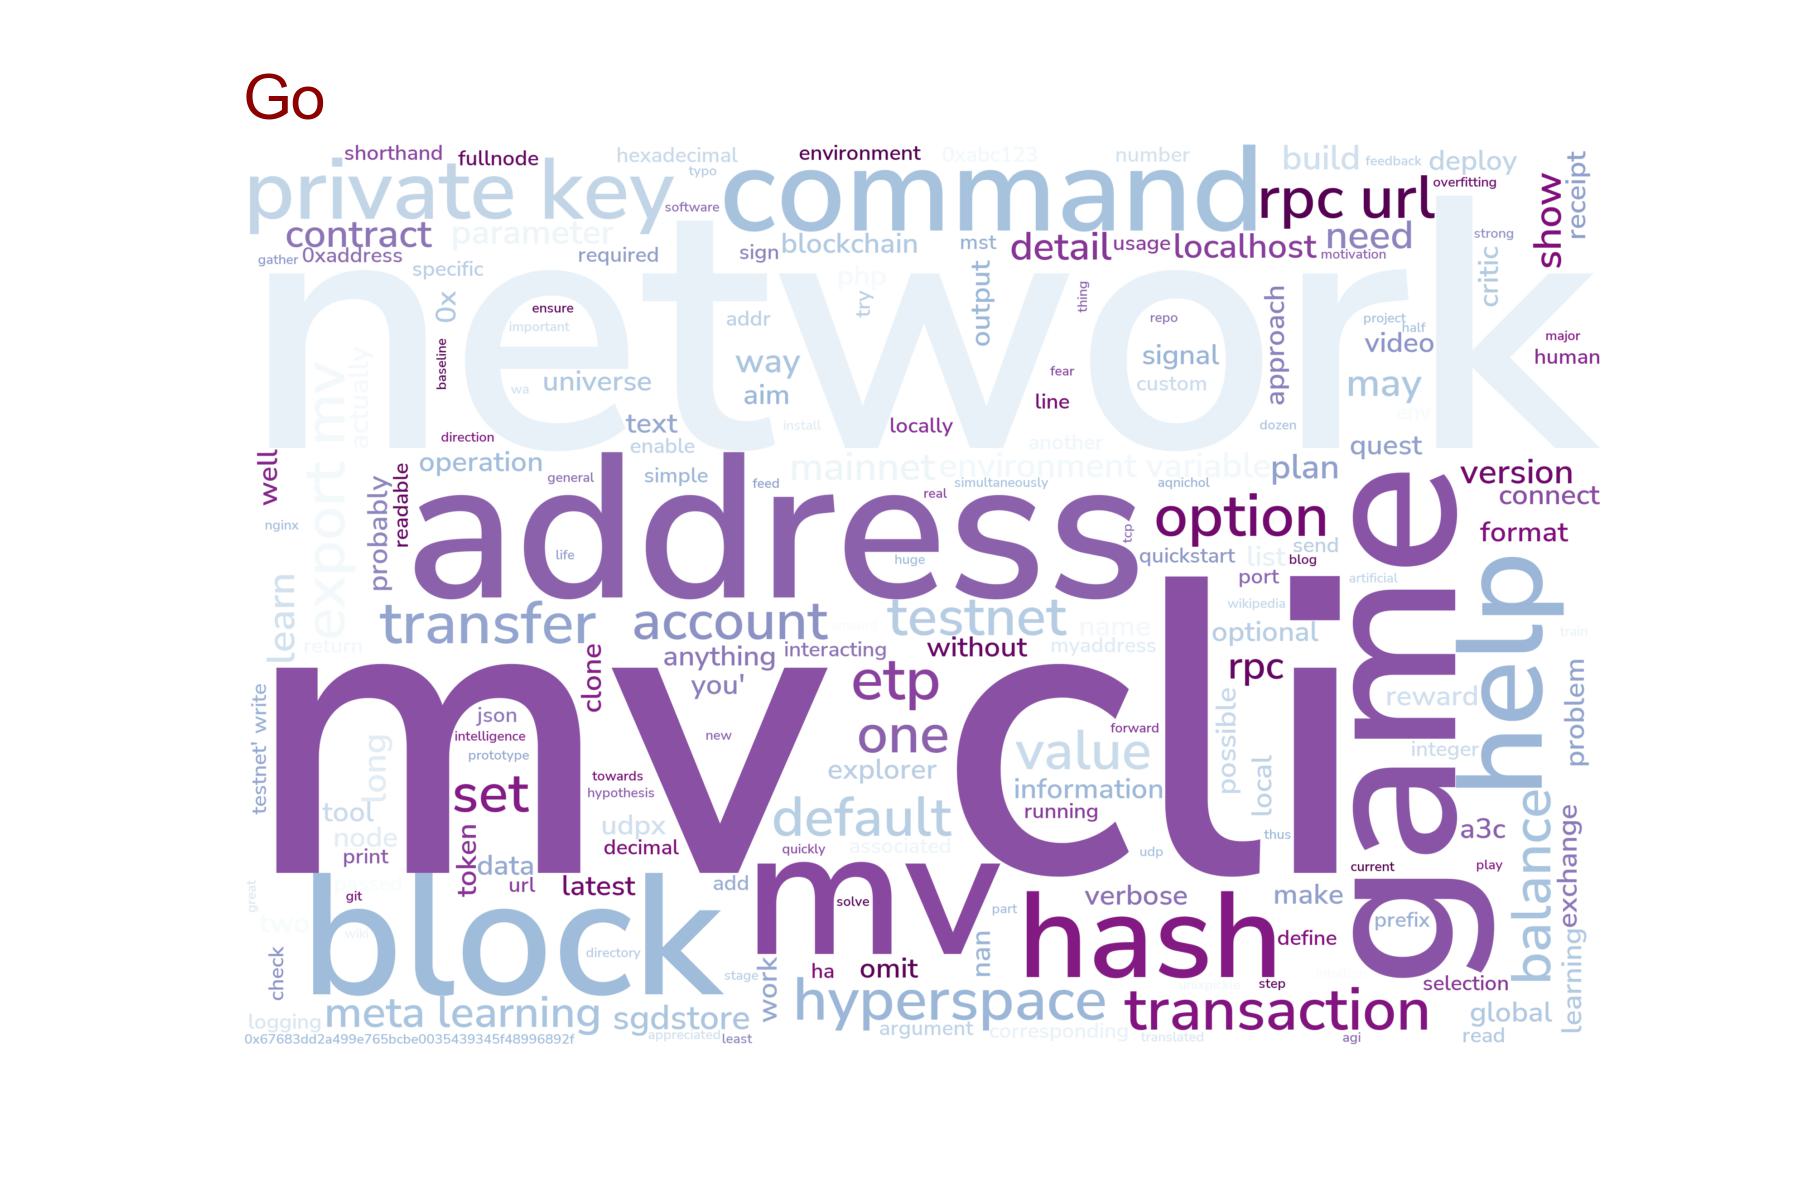 Go
shorthand fullnode hexadecimal environment 0xabc123 number build feedback deploy
private key typo command rpc url overfitting show receipt
software
contract parameter sign blockchain mst detail usage localhost need strong
gather 0xaddress specific required php output motivation critic
network
0x ensure important addr try thing repo approach project half video major human
baseline actually way signal custom may
wa universe aim fear line env
export mv direction text install locally another dozen quest
well operation enable mainnet environment variable plan version
probably readable general simple feed real simultaneously aqnichol connect
nginx address tcp option format
life huge quickstart list send blog
learn port artificial
transfer account testnet name wikipedia optional game help train
return anything interacting without myaddress
clone you' etp rpc
mv cli
testnet' write json intelligence new one forward possible reward problem
long prototype explorer value integer
towards hypothesis information local
set default running
tool udpx a3c balance exchange
node decimal quickly associated udp thus
print token data mv current play
passed git url latest add verbose make
great two wiki block solve part hash prefix
directory nan define
check stage work ha omit step selection
logging meta learning sgdstore hyperspace transaction global learning
argument corresponding translated
0x67683dd2a499e765bcbe0035439345f48996892f appreciated least agi read